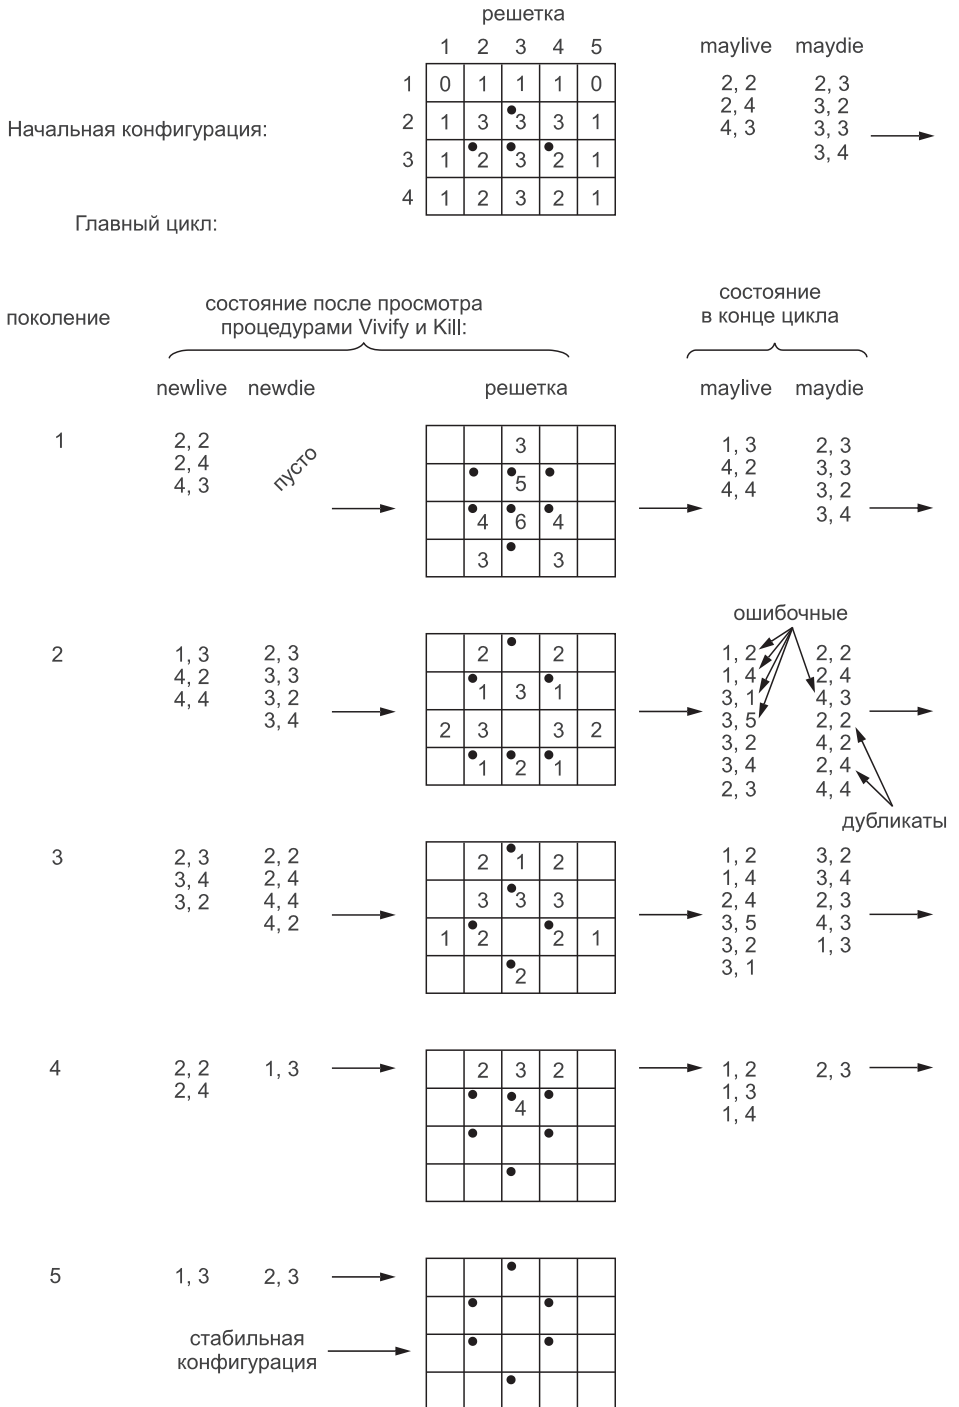 решетка
1 2 3 4 5
maylive maydie
1 0 1 1 1 0
2 1 3 3 3 1
3 1 2 3 2 1
4 1 2 3 2 1
2, 2 2, 3
2, 4 3, 2
4, 3 3, 3
3, 4
Начальная конфигурация:
Главный цикл:
поколение
состояние после просмотра
процедурами Vivify и Kill:
состояние
в конце цикла
newlive newdie решетка maylive maydie
1
2, 2
2, 4
4, 3
пусто
3
5
4 6 4
3 3
1, 3 2, 3
4, 2 3, 3
4, 4 3, 2
3, 4
ошибочные
2
1, 3 2, 3
4, 2 3, 3
4, 4 3, 2
3, 4
2 2
1 3 1
2 3 3 2
1 2 1
1, 2 2, 2
1, 4 2, 4
3, 1 4, 3
3, 5 2, 2
3, 2 4, 2
3, 4 2, 4
2, 3 4, 4
дубликаты
3
2, 3 2, 2
3, 4 2, 4
3, 2 4, 4
4, 2
2 1 2
3 3 3
1 2 2 1
2
1, 2 3, 2
1, 4 3, 4
2, 4 2, 3
3, 5 4, 3
3, 2 1, 3
3, 1
4
2, 2 1, 3
2, 4
2 3 2
4
1, 2 2, 3
1, 3
1, 4
5
1, 3 2, 3
стабильная
конфигурация